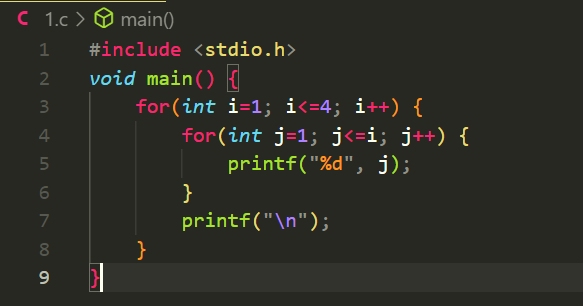 C 1.c > main()
1 #include <stdio.h>
2 void main() {
3     for(int i=1; i<=4; i++) {
4         for(int j=1; j<=i; j++) {
5             printf("%d", j);
6         }
7         printf("\n");
8     }
9 }